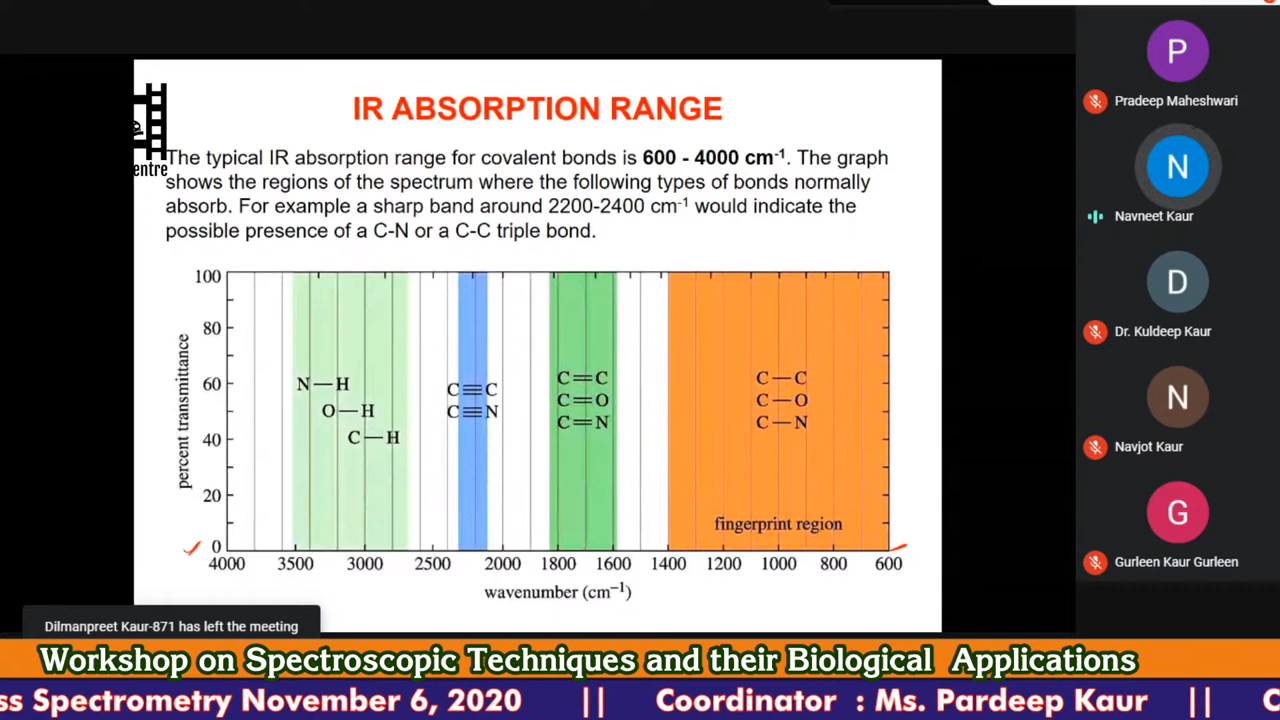 IR ABSORPTION RANGE
entre
The typical IR absorption range for covalent bonds is 600 - 4000 cm⁻¹. The graph
shows the regions of the spectrum where the following types of bonds normally
absorb. For example a sharp band around 2200-2400 cm⁻¹ would indicate the
possible presence of a C-N or a C-C triple bond.
percent transmittance
100
80
60
40
20
0
N—H
O—H
C—H
C≡C
C≡N
C=C
C=O
C=N
C—C
C—O
C—N
fingerprint region
4000 3500 3000 2500 2000 1800 1600 1400 1200 1000 800 600
wavenumber (cm⁻¹)
P
Pradeep Maheshwari
N
Navneet Kaur
D
Dr. Kuldeep Kaur
N
Navjot Kaur
G
Gurleen Kaur Gurleen
Dilmanpreet Kaur-871 has left the meeting
Workshop on Spectroscopic Techniques and their Biological Applications
ss Spectrometry November 6, 2020 || Coordinator : Ms. Pardeep Kaur || C